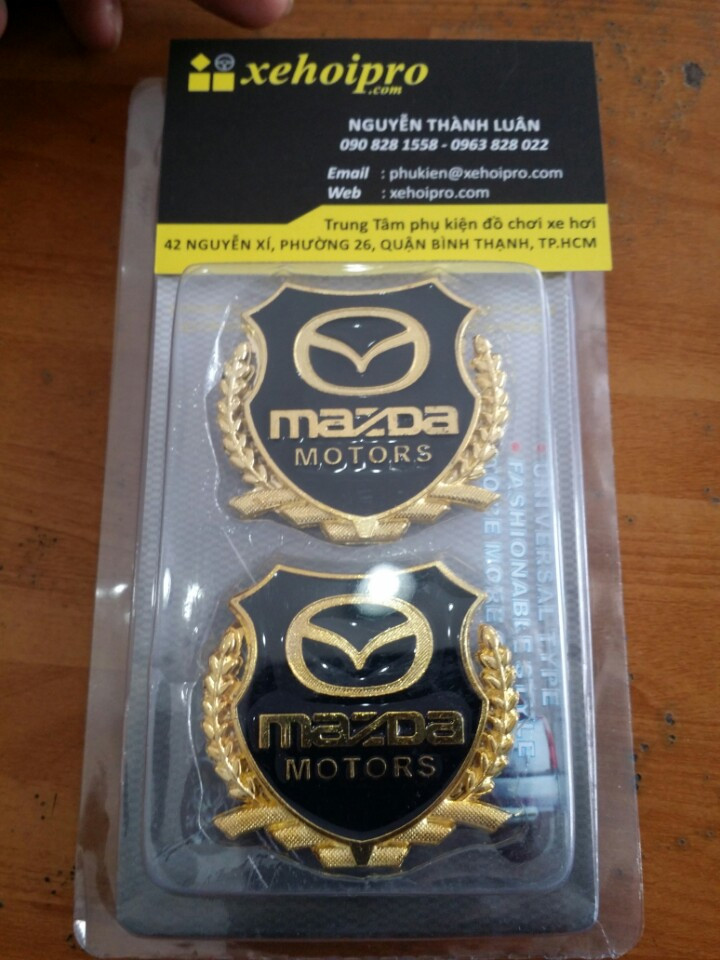 xehoipro
.com
NGUYỄN THÀNH LUÂN
090 828 1558 - 0963 828 022
Email : phukien@xehoipro.com
Web : xehoipro.com
Trung Tâm phụ kiện đồ chơi xe hơi
42 NGUYỄN XÍ, PHƯỜNG 26, QUẬN BÌNH THẠNH, TP.HCM
mazda
MOTORS
mazda
MOTORS
UNIVERSAL TYPE
FASHIONABLE STYLE
MORE